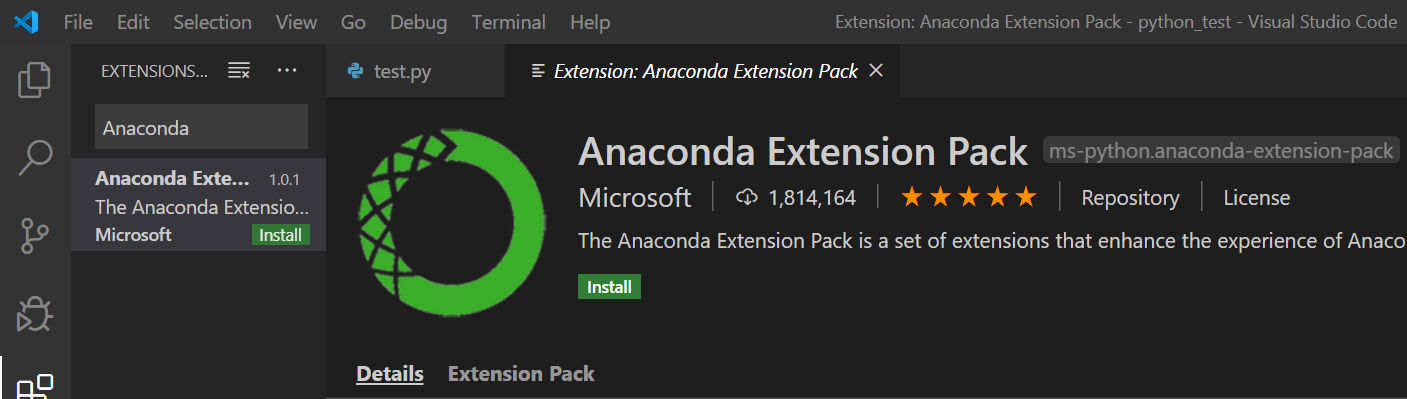 File Edit Selection View Go Debug Terminal Help Extension: Anaconda Extension Pack - python_test - Visual Studio Code
EXTENSIONS... test.py Extension: Anaconda Extension Pack
Anaconda
Anaconda Exte... 1.0.1
The Anaconda Extensio...
Microsoft Install
Anaconda Extension Pack ms-python.anaconda-extension-pack
Microsoft 1,814,164 Repository License
The Anaconda Extension Pack is a set of extensions that enhance the experience of Anaco
Install
Details Extension Pack